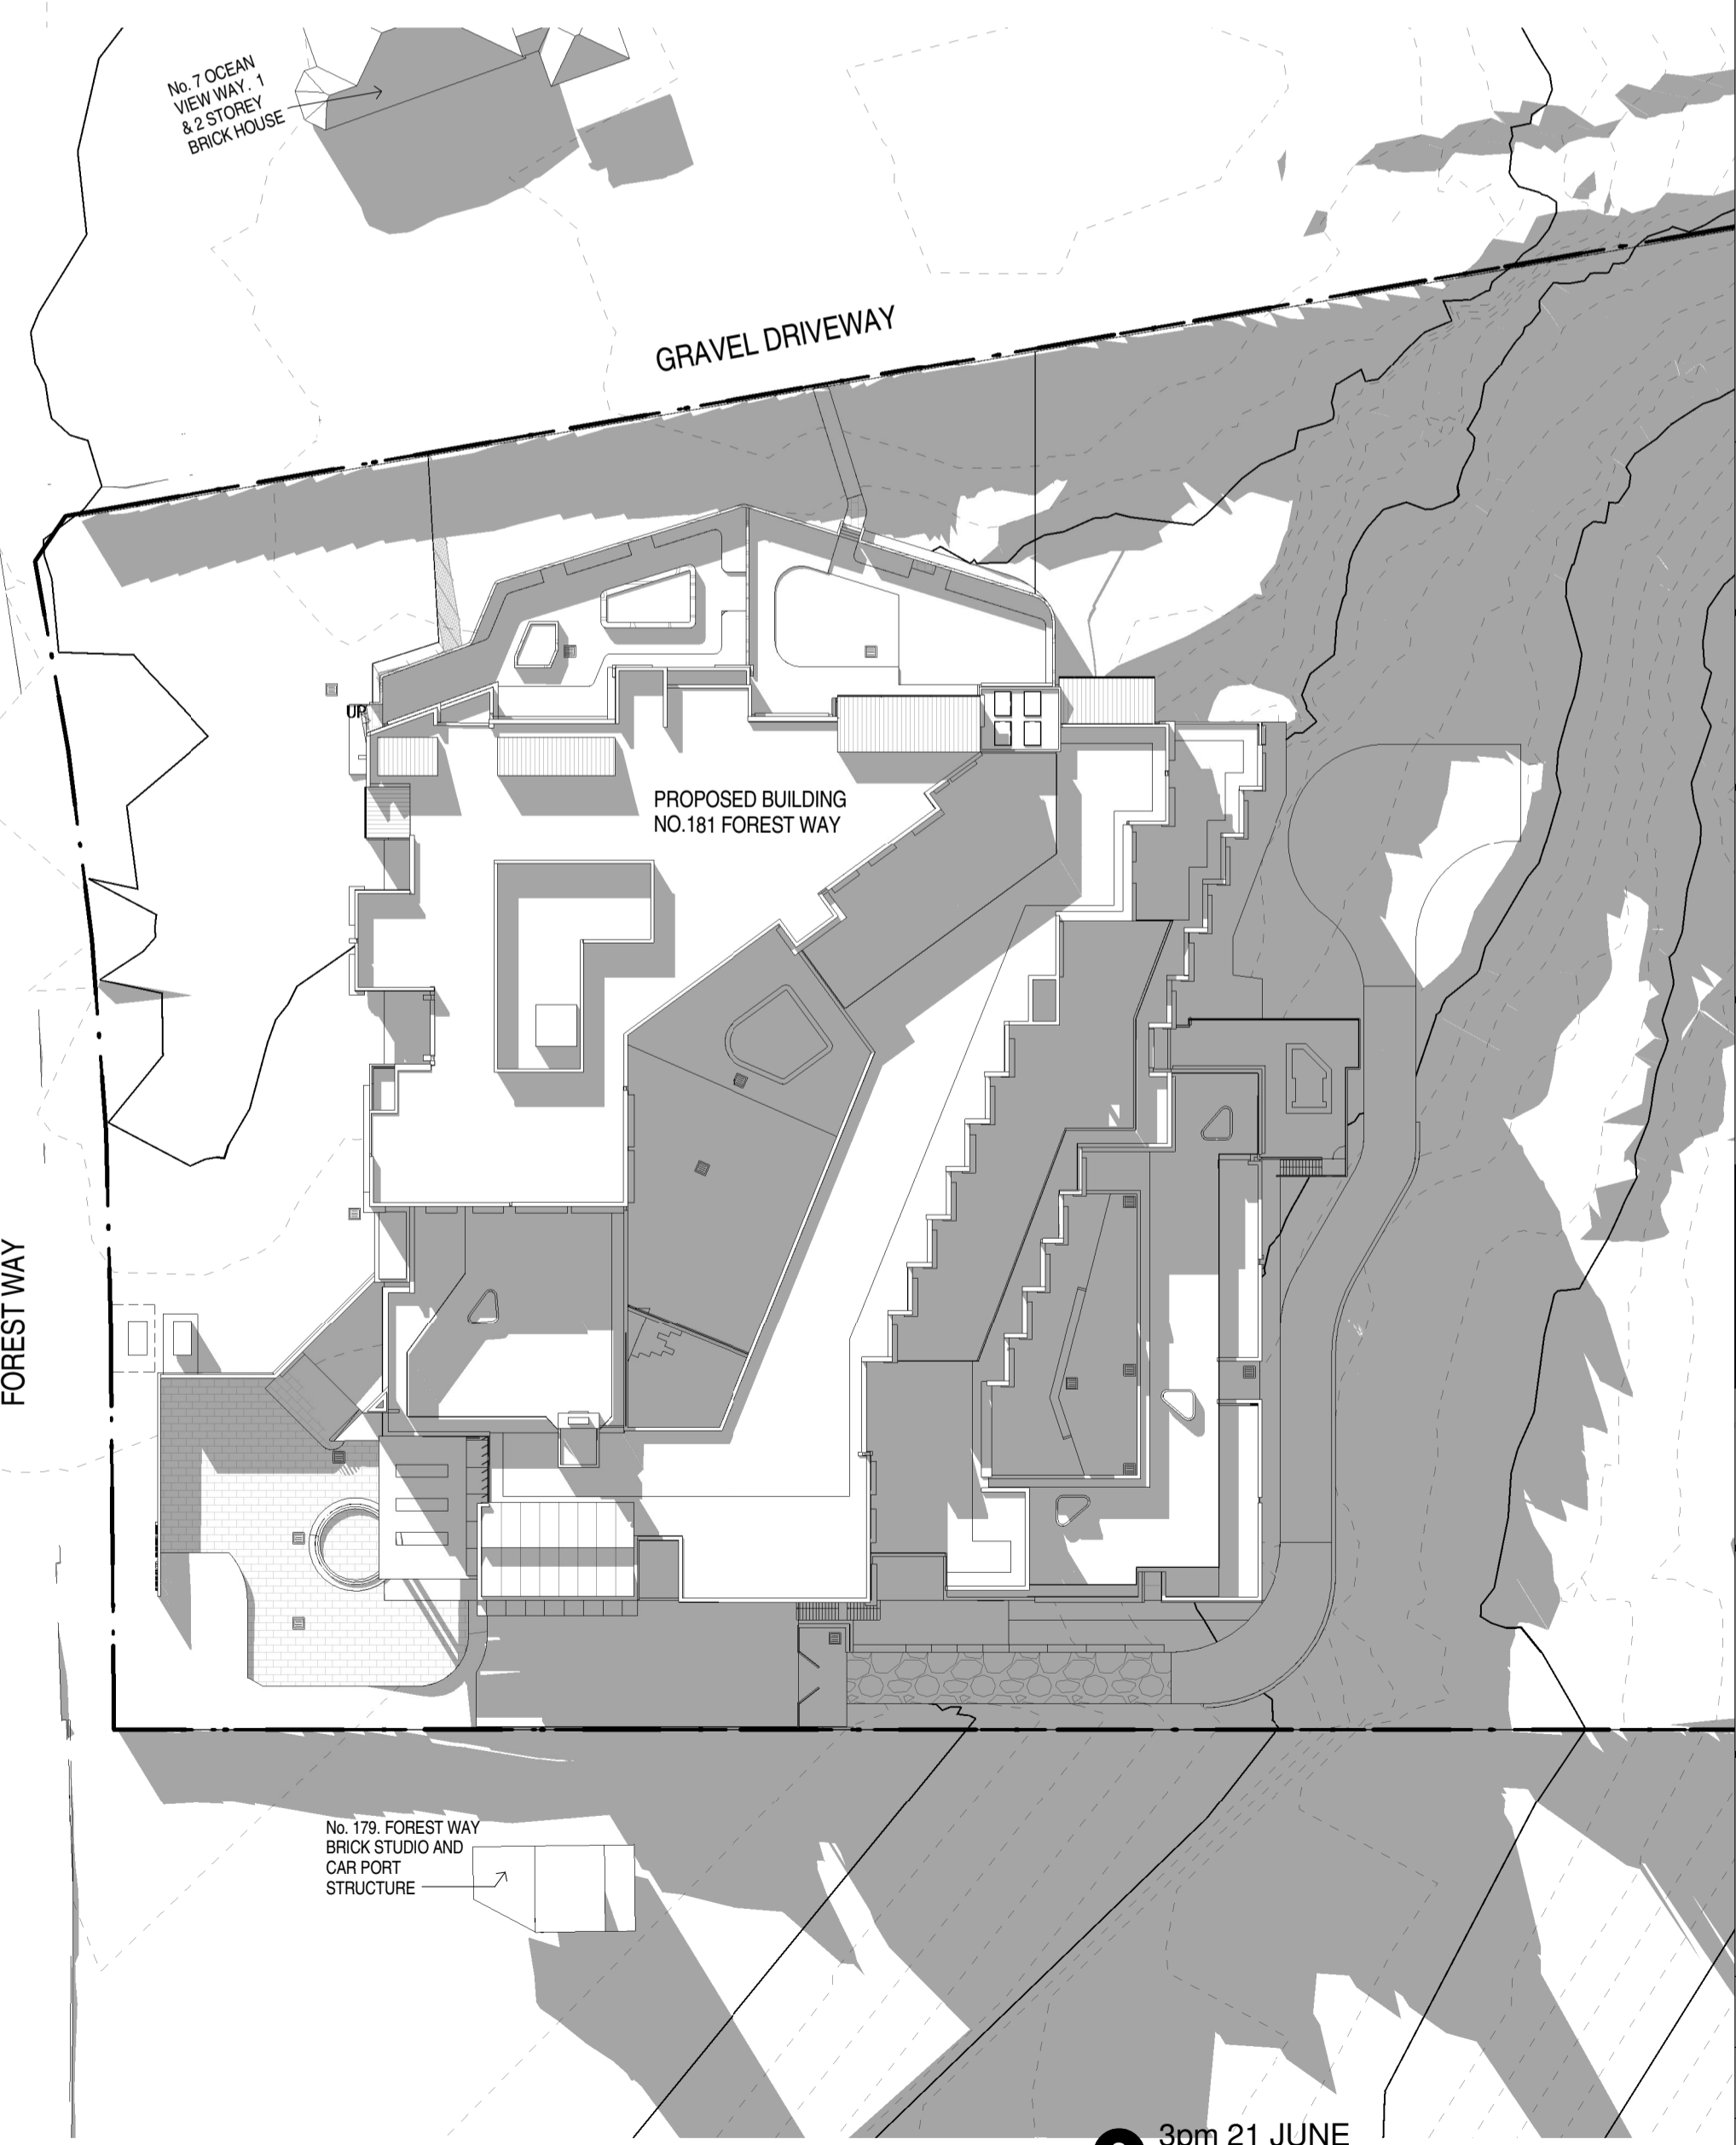 No. 7 OCEAN
VIEW WAY. 1
& 2 STOREY
BRICK HOUSE
GRAVEL DRIVEWAY
UP
PROPOSED BUILDING
NO.181 FOREST WAY
FOREST WAY
No. 179. FOREST WAY
BRICK STUDIO AND
CAR PORT
STRUCTURE
3pm 21 JUNE